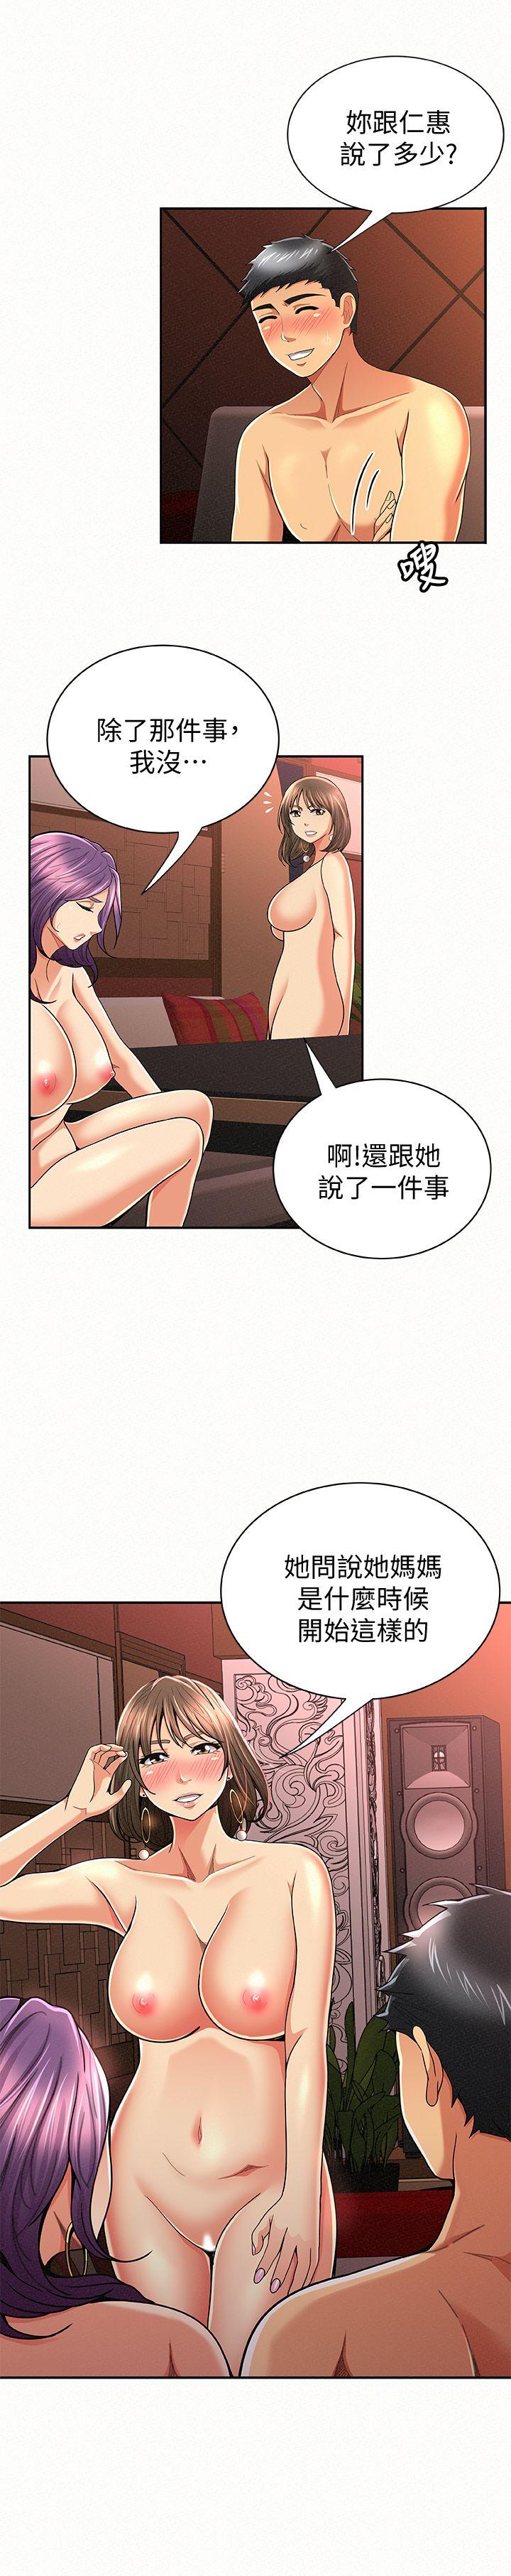 妳跟仁惠
說了多少?
嗖
除了那件事，
我沒…
啊!還跟她
說了一件事
她問說她媽媽
是什麼時候
開始這樣的